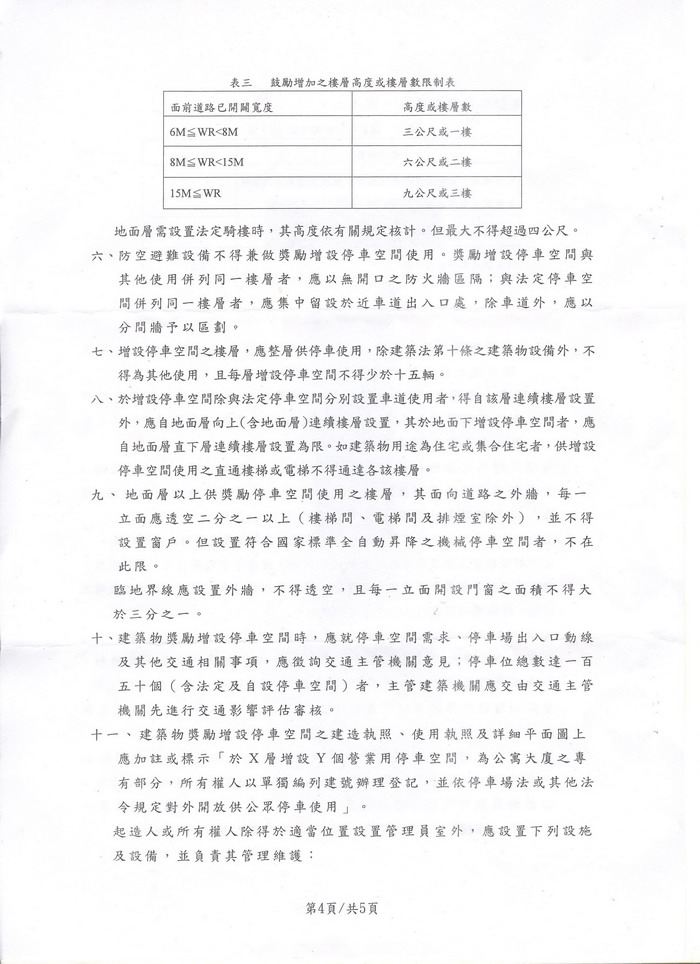 表三 鼓勵增加之樓層高度或樓層數限制表
面前道路已開闢寬度 高度或樓層數
6M≦WR<8M 三公尺或一樓
8M≦WR<15M 六公尺或二樓
15M≦WR 九公尺或三樓
地面層需設置法定騎樓時，其高度依有關規定核計。但最大不得超過四公尺。
六、防空避難設備不得兼做獎勵增設停車空間使用。獎勵增設停車空間與
其他使用併列同一樓層者，應以無開口之防火牆區隔；與法定停車空
間併列同一樓層者，應集中留設於近車道出入口處，除車道外，應以
分間牆予以區劃。
七、增設停車空間之樓層，應整層供停車使用，除建築法第十條之建築物設備外，不
得為其他使用，且每層增設停車空間不得少於十五輛。
八、於增設停車空間除與法定停車空間分別設置車道使用者，得自該層連續樓層設置
外，應自地面層向上(含地面層)連續樓層設置，其於地面下增設停車空間者，應
自地面層直下層連續樓層設置為限。如建築物用途為住宅或集合住宅者，供增設
停車空間使用之直通樓梯或電梯不得通達各該樓層。
九、 地面層以上供獎勵停車空間使用之樓層，其面向道路之外牆，每一
立面應透空二分之一以上（樓梯間、電梯間及排煙室除外），並不得
設置窗戶。但設置符合國家標準全自動昇降之機械停車空間者，不在
此限。
臨地界線應設置外牆，不得透空，且每一立面開設門窗之面積不得大
於三分之一。
十、建築物獎勵增設停車空間時，應就停車空間需求、停車場出入口動線
及其他交通相關事項，應徵詢交通主管機關意見；停車位總數達一百
五十個（含法定及自設停車空間）者，主管建築機關應交由交通主管
機關先進行交通影響評估審核。
十一、 建築物獎勵增設停車空間之建造執照、使用執照及詳細平面圖上
應加註或標示「於 X 層增設 Y 個營業用停車空間，為公寓大廈之專
有部分，所有權人以單獨編列建號辦理登記，並依停車場法或其他法
令規定對外開放供公眾停車使用」。
起造人或所有權人除得於適當位置設置管理員室外，應設置下列設施
及設備，並負責其管理維護：
第4頁/共5頁